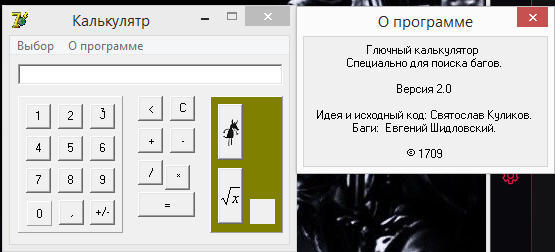 Калькулятр
Выбор О программе
1 2 3
4 5 6
7 8 9
0 , +/-
< C
+ -
/ *
=
√x
О программе
Глючный калькулятор
Специально для поиска багов.
Версия 2.0
Идея и исходный код: Святослав Куликов.
Баги: Евгений Шидловский.
© 1709